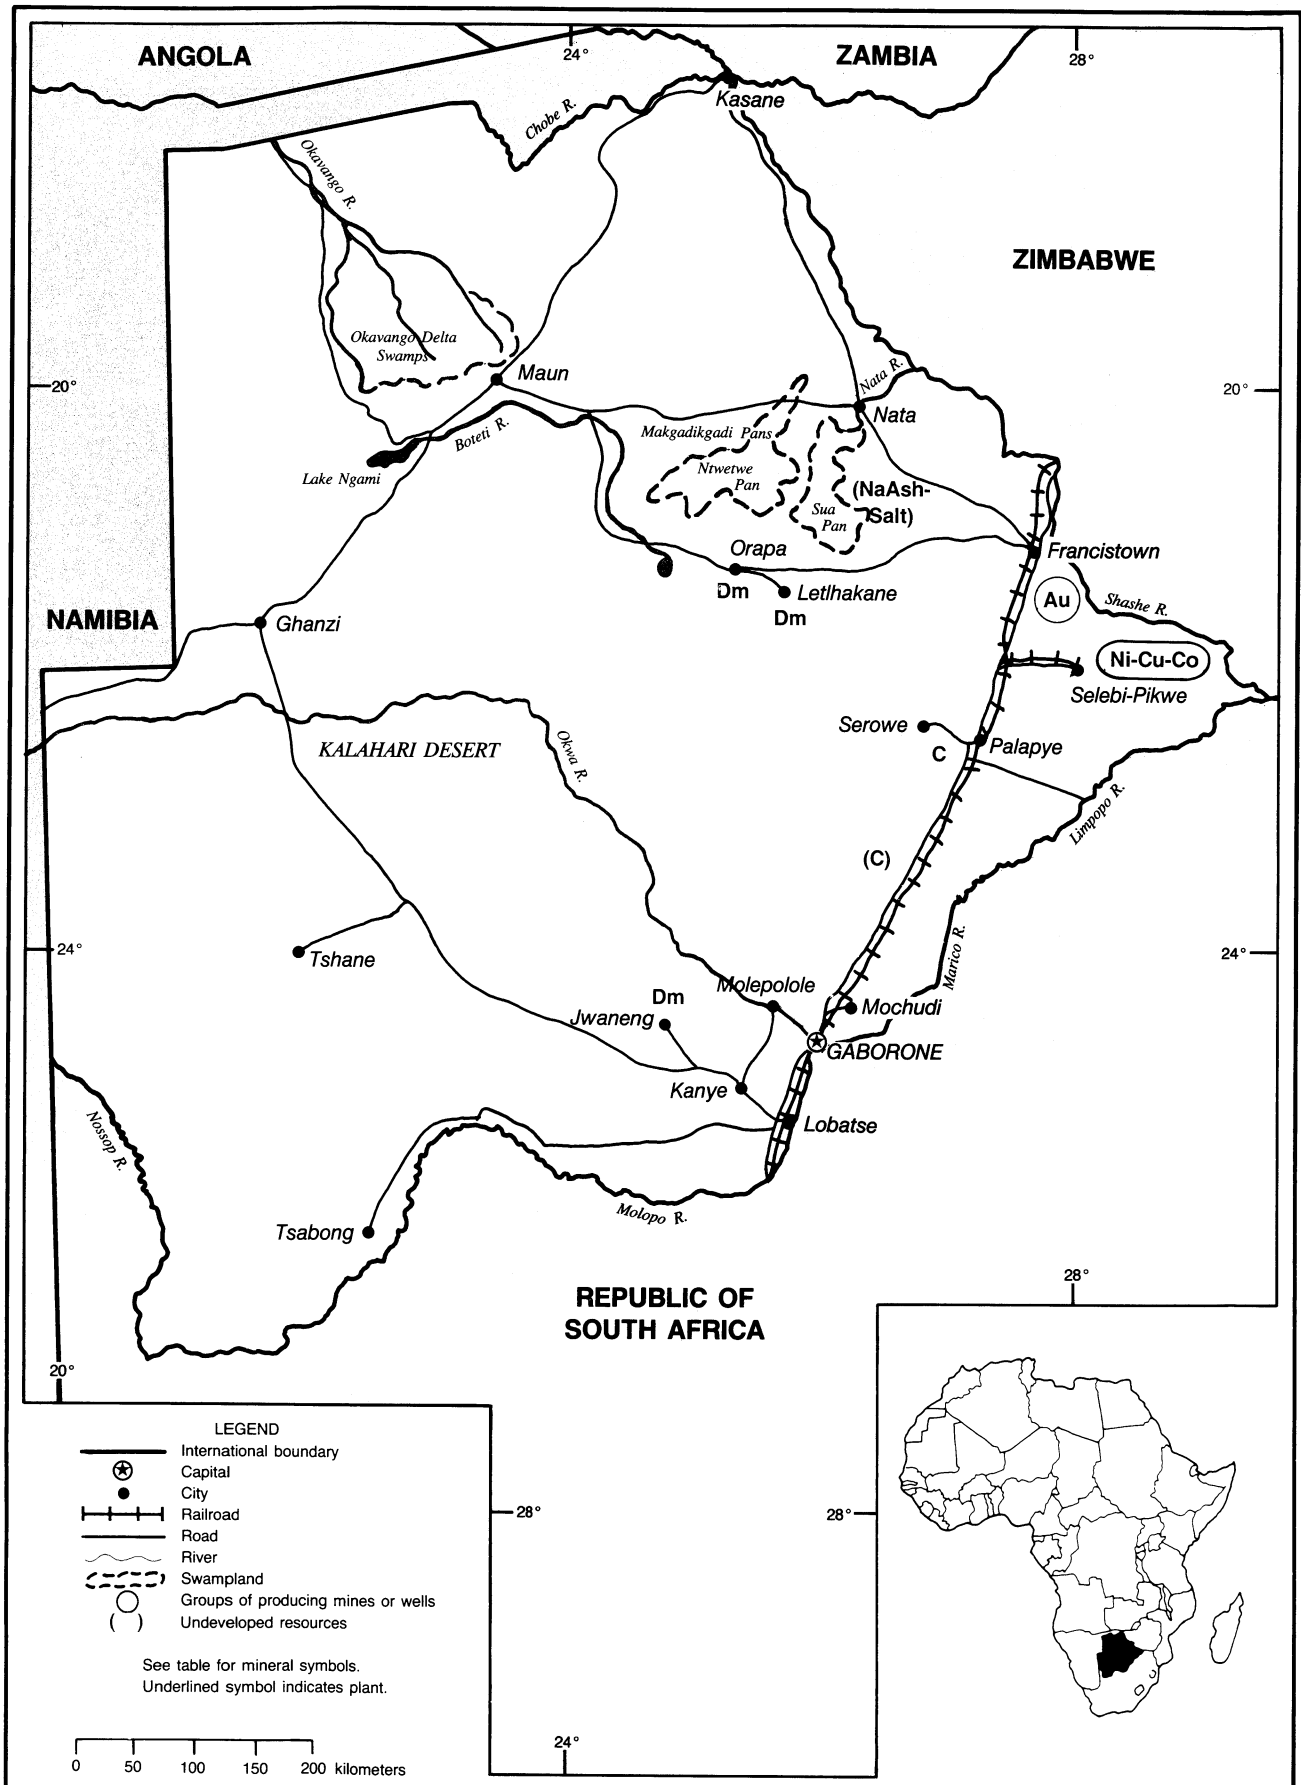 ANGOLA
24°
ZAMBIA
28°
Kasane
Chobe R.
Okavango R.
ZIMBABWE
Okavango Delta
Swamps
20°
Maun
Nata R.
20°
Nata
Boteti R.
Makgadikgadi Pans
Lake Ngami
Ntwetwe
Pan
(NaAsh-
Salt)
Sua
Pan
Orapa
Francistown
Dm
Letlhakane
Dm
Au
Shashe R.
NAMIBIA
Ghanzi
Ni-Cu-Co
Selebi-Pikwe
Serowe
Palapye
C
KALAHARI DESERT
Okwa R.
Limpopo R.
(C)
24°
Tshane
24°
Marico R.
Molepolole
Dm
Jwaneng
Mochudi
GABORONE
Kanye
Lobatse
Nossop R.
Molopo R.
Tsabong
28°
REPUBLIC OF
SOUTH AFRICA
20°
LEGEND
International boundary
Capital
City
Railroad
Road
River
Swampland
Groups of producing mines or wells
( ) Undeveloped resources
28°
28°
See table for mineral symbols.
Underlined symbol indicates plant.
24°
0 50 100 150 200 kilometers